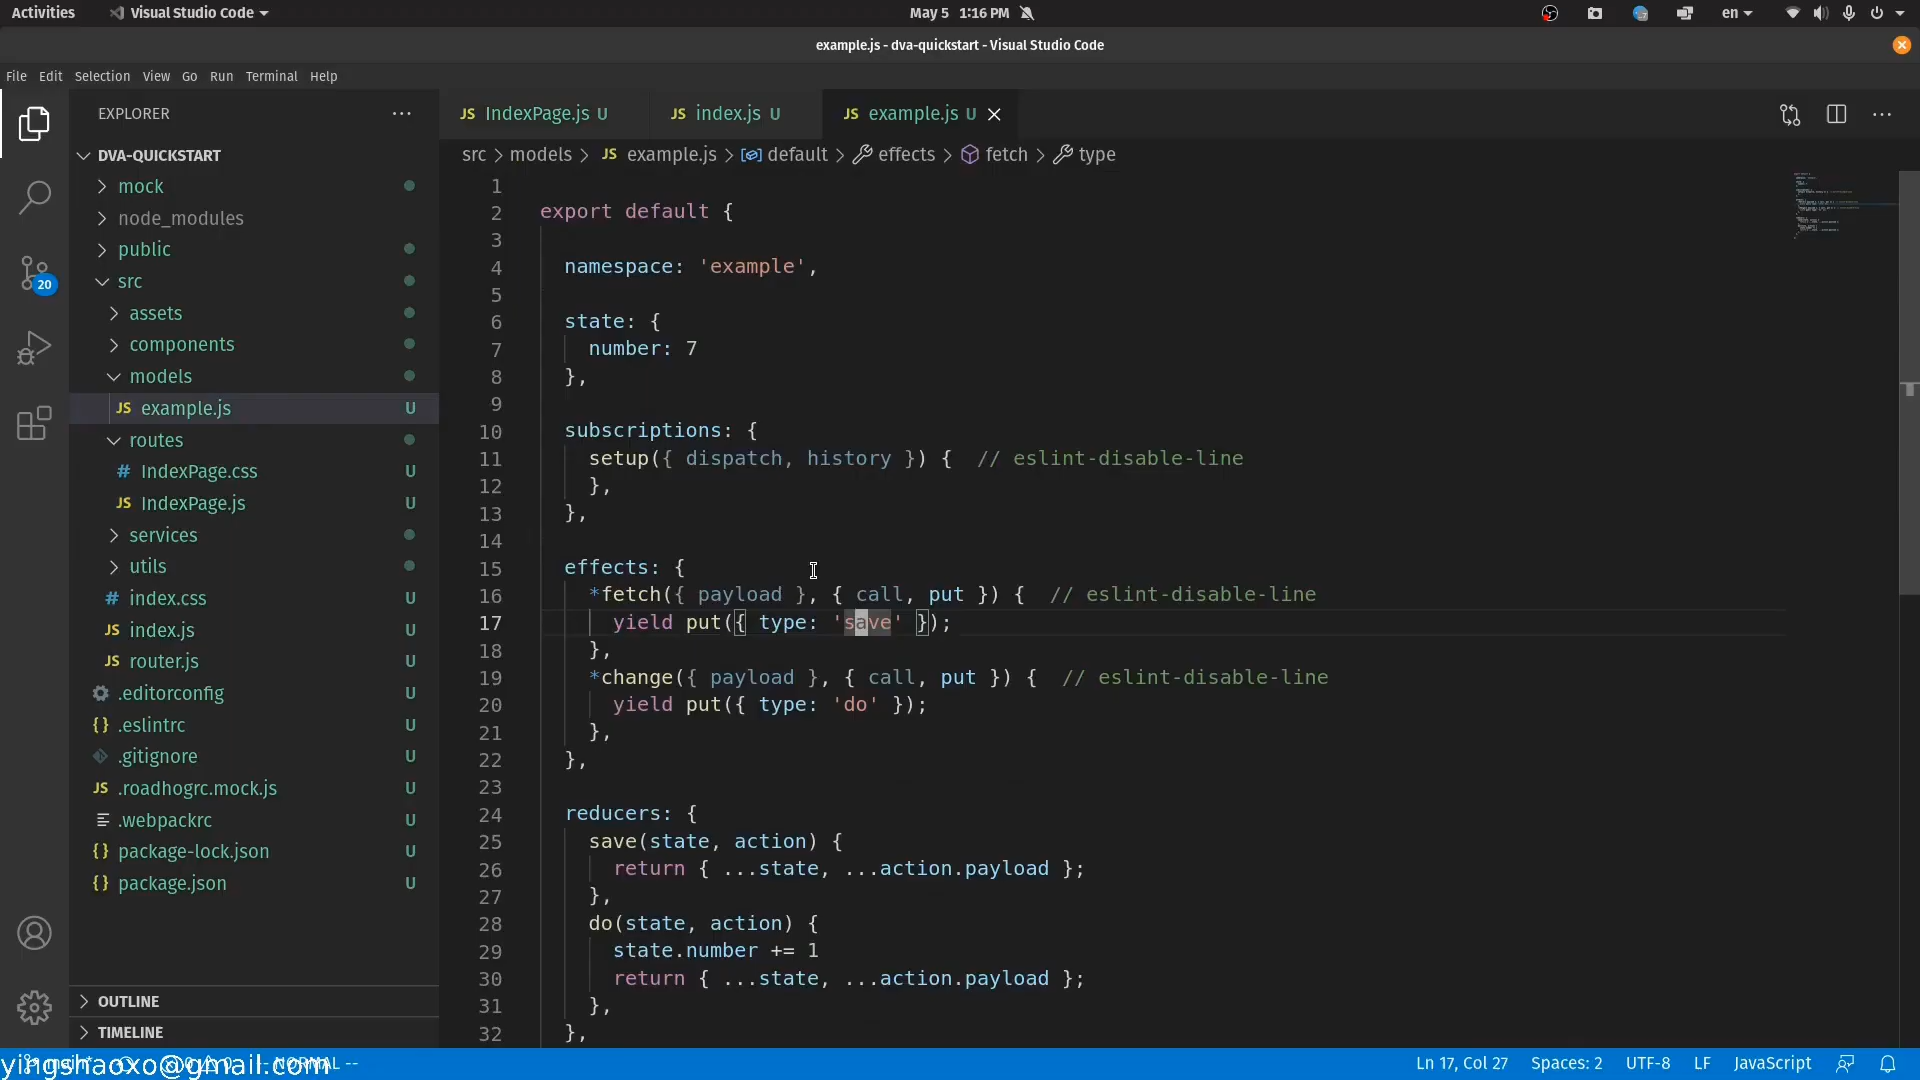 Activities
Visual Studio Code
May 5 1:16 PM
en
example.js - dva-quickstart - Visual Studio Code
File Edit Selection View Go Run Terminal Help
EXPLORER
DVA-QUICKSTART
mock
node_modules
public
20
src
assets
components
models
JS example.js U
routes
# IndexPage.css U
JS IndexPage.js U
services
utils
# index.css U
JS index.js U
JS router.js U
.editorconfig U
{} .eslintrc U
.gitignore U
JS .roadhogrc.mock.js U
.webpackrc U
{} package-lock.json U
{} package.json U
OUTLINE
TIMELINE
JS IndexPage.js U
JS index.js U
JS example.js U
src > models > JS example.js > default > effects > fetch > type
1
2 export default {
3
4 namespace: 'example',
5
6 state: {
7 number: 7
8 },
9
10 subscriptions: {
11 setup({ dispatch, history }) {  // eslint-disable-line
12 },
13 },
14
15 effects: {
16 *fetch({ payload }, { call, put }) {  // eslint-disable-line
17 yield put({ type: 'save' });
18 },
19 *change({ payload }, { call, put }) {  // eslint-disable-line
20 yield put({ type: 'do' });
21 },
22 },
23
24 reducers: {
25 save(state, action) {
26 return { ...state, ...action.payload };
27 },
28 do(state, action) {
29 state.number += 1
30 return { ...state, ...action.payload };
31 },
32 },
yingshaoxo@gmail.com
-- NORMAL --
Ln 17, Col 27
Spaces: 2
UTF-8
LF
JavaScript